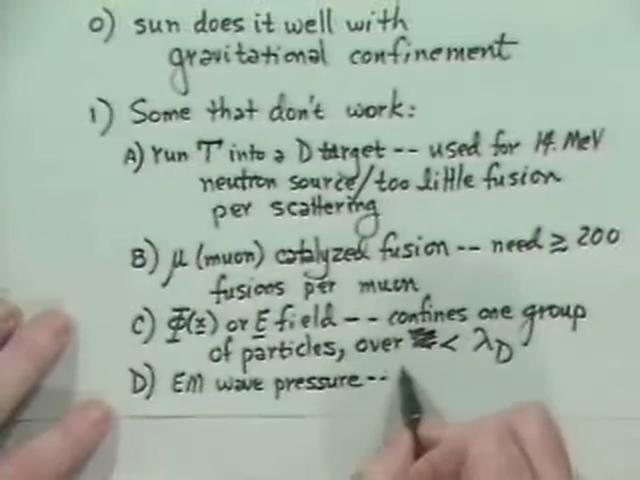 0) sun does it well with
gravitational confinement
1) Some that don't work:
A) run T into a D target -- used for 14 MeV
neutron source/too little fusion
per scattering
B) μ (muon) catalyzed fusion -- need ≥ 200
fusions per muon
C) Φ(x) or E field -- confines one group
of particles, over < λD
D) EM wave pressure --